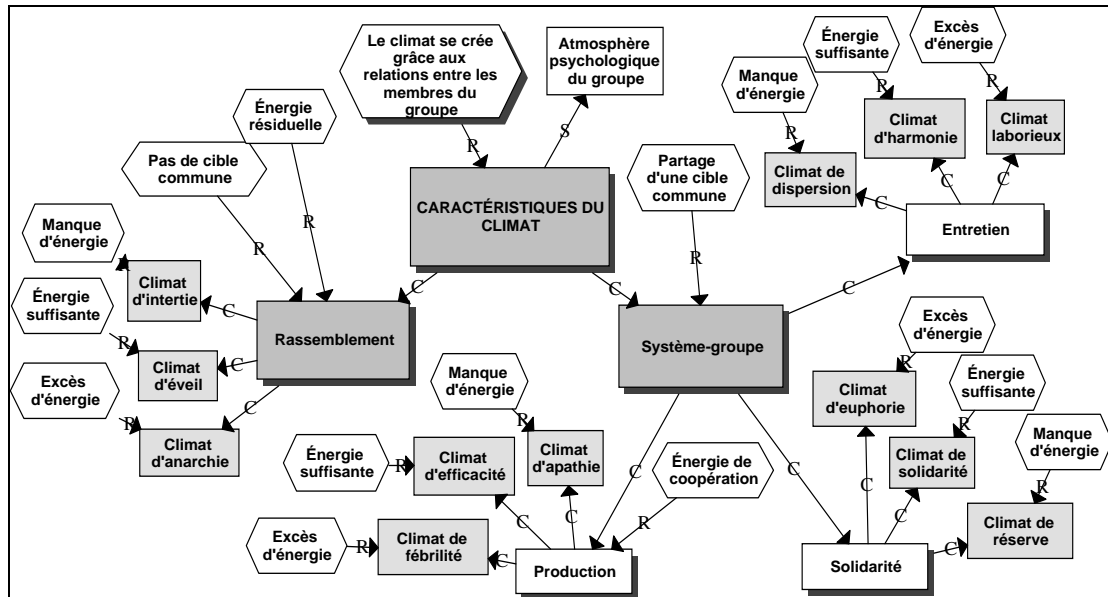 Le climat se crée
grâce aux
relations entre les
membres du
groupe
Atmosphère
psychologique
du groupe
Énergie
suffisante
Excès
d'énergie
Manque
d'énergie
R
R
R
Climat
d'harmonie
Climat
laborieux
Climat de
dispersion
C
C
C
Entretien
C
Énergie
résiduelle
Pas de cible
commune
R
R
R
S
Partage
d'une cible
commune
R
CARACTÉRISTIQUES DU
CLIMAT
C
C
Manque
d'énergie
R
Climat
d'intertie
C
Énergie
suffisante
R
Climat
d'éveil
C
Excès
d'énergie
R
Climat
d'anarchie
C
Rassemblement
Système-groupe
Manque
d'énergie
R
Énergie
suffisante
R
Climat
d'efficacité
Climat
d'apathie
Énergie de
coopération
C
C
C
R
Excès
d'énergie
R
Climat de
fébrilité
C
Production
Excès
d'énergie
R
Énergie
suffisante
R
Climat
d'euphorie
Manque
d'énergie
R
Climat de
solidarité
C
C
C
Climat de
réserve
C
Solidarité